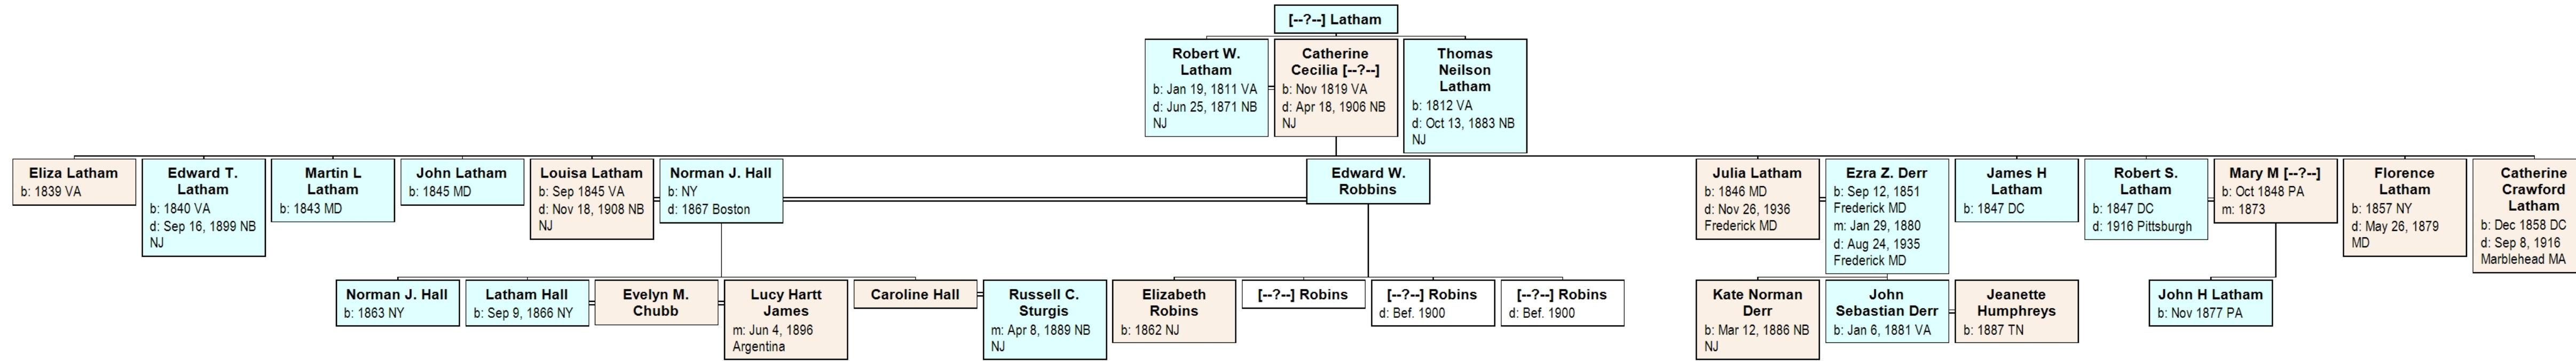 [--?--] Latham
Robert W.
Latham
b: Jan 19, 1811 VA
d: Jun 25, 1871 NB
NJ
Catherine
Cecilia [--?--]
b: Nov 1819 VA
d: Apr 18, 1906 NB
NJ
Thomas
Neilson
Latham
b: 1812 VA
d: Oct 13, 1883 NB
NJ
Eliza Latham
b: 1839 VA
Edward T.
Latham
b: 1840 VA
d: Sep 16, 1899 NB
NJ
Martin L
Latham
b: 1843 MD
John Latham
b: 1845 MD
Louisa Latham
b: Sep 1845 VA
d: Nov 18, 1908 NB
NJ
Norman J. Hall
b: NY
d: 1867 Boston
Edward W.
Robbins
Julia Latham
b: 1846 MD
d: Nov 26, 1936
Frederick MD
Ezra Z. Derr
b: Sep 12, 1851
Frederick MD
m: Jan 29, 1880
d: Aug 24, 1935
Frederick MD
James H
Latham
b: 1847 DC
Robert S.
Latham
b: 1847 DC
d: 1916 Pittsburgh
Mary M [--?--]
b: Oct 1848 PA
m: 1873
Florence
Latham
b: 1857 NY
d: May 26, 1879
MD
Catherine
Crawford
Latham
b: Dec 1858 DC
d: Sep 8, 1916
Marblehead MA
Norman J. Hall
b: 1863 NY
Latham Hall
b: Sep 9, 1866 NY
Evelyn M.
Chubb
Lucy Hartt
James
m: Jun 4, 1896
Argentina
Caroline Hall
Russell C.
Sturgis
m: Apr 8, 1889 NB
NJ
Elizabeth
Robins
b: 1862 NJ
[--?--] Robins
[--?--] Robins
d: Bef. 1900
[--?--] Robins
d: Bef. 1900
Kate Norman
Derr
b: Mar 12, 1886 NB
NJ
John
Sebastian Derr
b: Jan 6, 1881 VA
Jeanette
Humphreys
b: 1887 TN
John H Latham
b: Nov 1877 PA